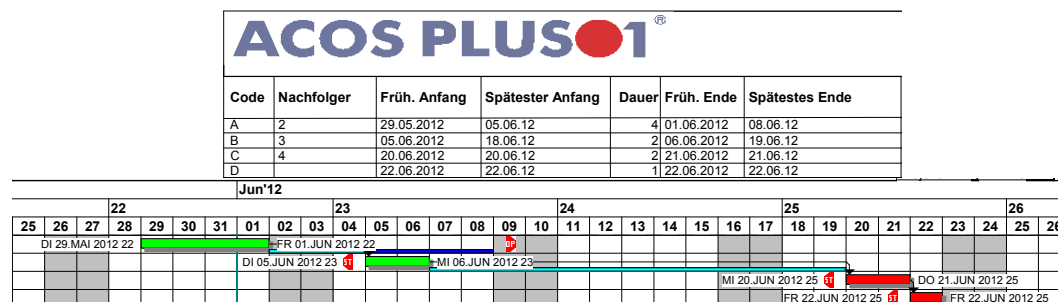 ACOS PLUS 1®
Code Nachfolger Früh. Anfang Spätester Anfang Dauer Früh. Ende Spätestes Ende
A 2 29.05.2012 05.06.12 4 01.06.2012 08.06.12
B 3 05.06.2012 18.06.12 2 06.06.2012 19.06.12
C 4 20.06.2012 20.06.12 2 21.06.2012 21.06.12
D 22.06.2012 22.06.12 1 22.06.2012 22.06.12
Jun'12
22 23 24 25 26
25 26 27 28 29 30 31 01 02 03 04 05 06 07 08 09 10 11 12 13 14 15 16 17 18 19 20 21 22 23 24 25 26
DI 29.MAI 2012 22 FR 01.JUN 2012 22
DI 05.JUN 2012 23 ST MI 06.JUN 2012 23
MI 20.JUN 2012 25 ST DO 21.JUN 2012 25
FR 22.JUN 2012 25 ST FR 22.JUN 2012 25